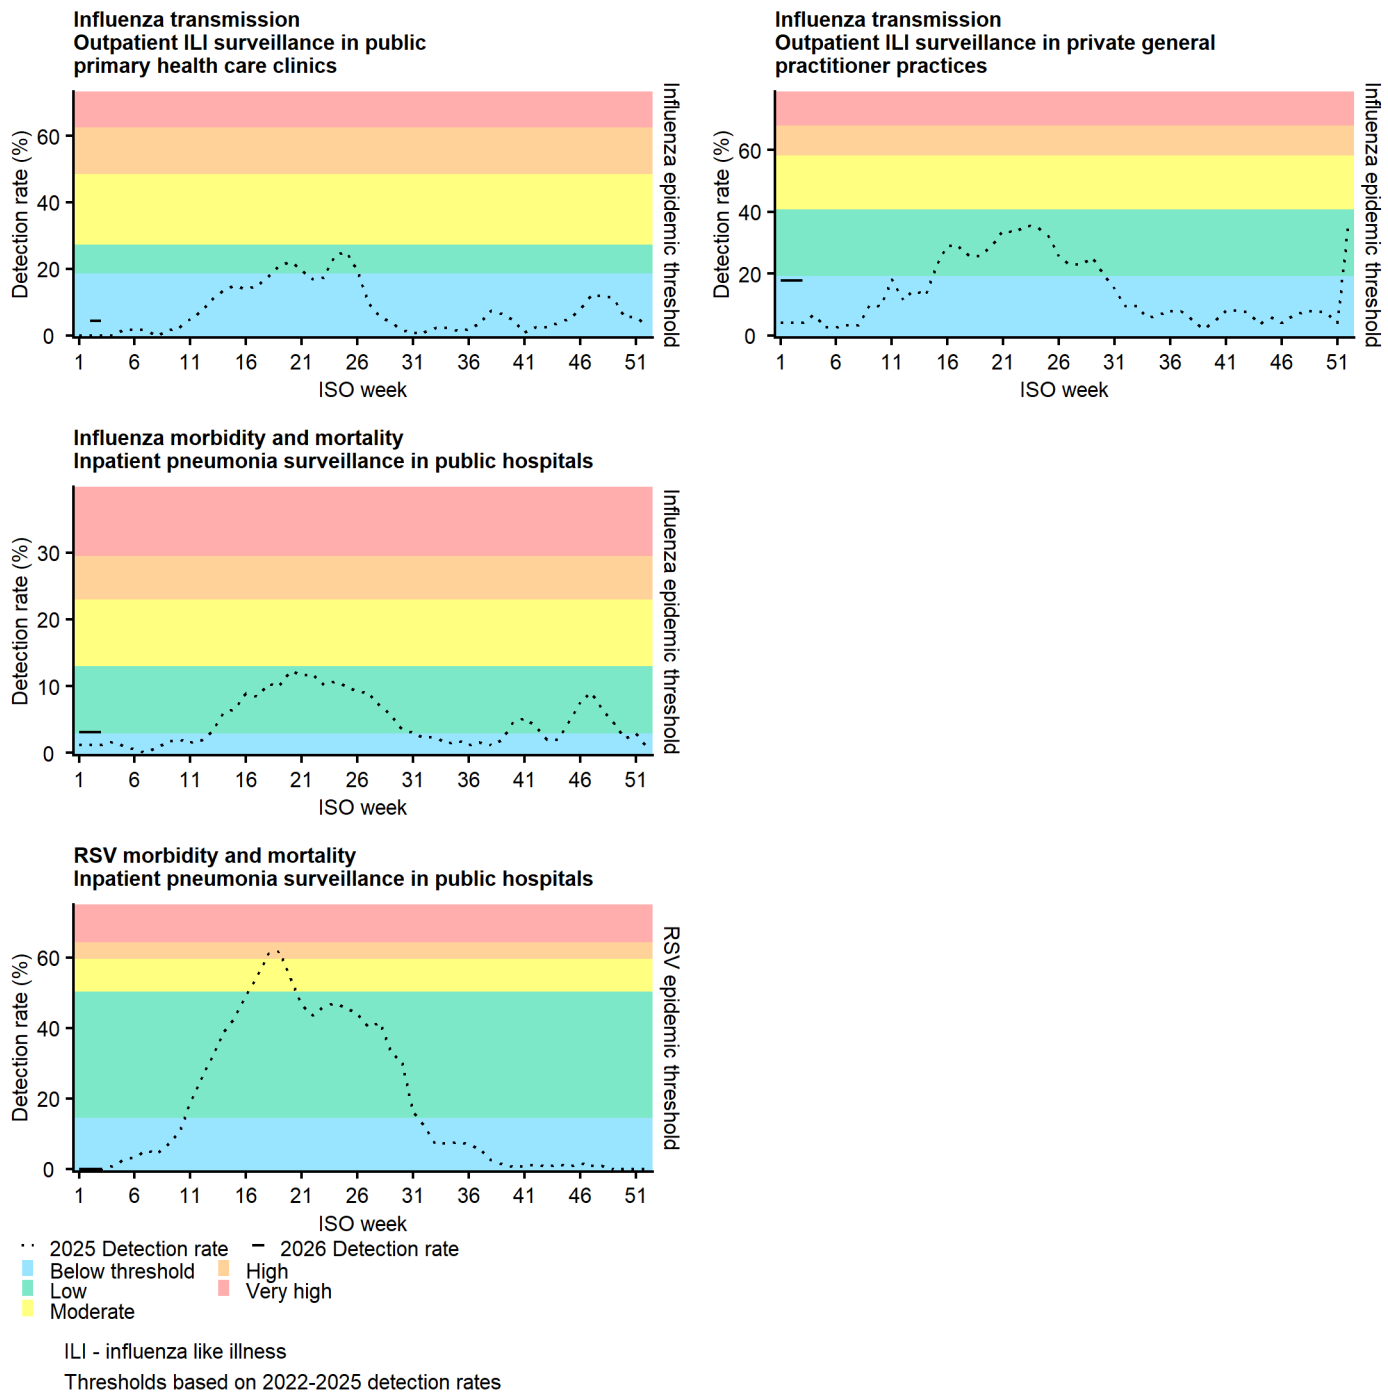 Influenza transmission
Outpatient ILI surveillance in public
primary health care clinics
Detection rate (%)
60
40
20
0
1 6 11 16 21 26 31 36 41 46 51
ISO week
Influenza epidemic threshold
Influenza transmission
Outpatient ILI surveillance in private general
practitioner practices
Detection rate (%)
60
40
20
0
1 6 11 16 21 26 31 36 41 46 51
ISO week
Influenza epidemic threshold
Influenza morbidity and mortality
Inpatient pneumonia surveillance in public hospitals
Detection rate (%)
30
20
10
0
1 6 11 16 21 26 31 36 41 46 51
ISO week
Influenza epidemic threshold
RSV morbidity and mortality
Inpatient pneumonia surveillance in public hospitals
Detection rate (%)
60
40
20
0
1 6 11 16 21 26 31 36 41 46 51
ISO week
RSV epidemic threshold
2025 Detection rate 2026 Detection rate
Below threshold High
Low Very high
Moderate
ILI - influenza like illness
Thresholds based on 2022-2025 detection rates